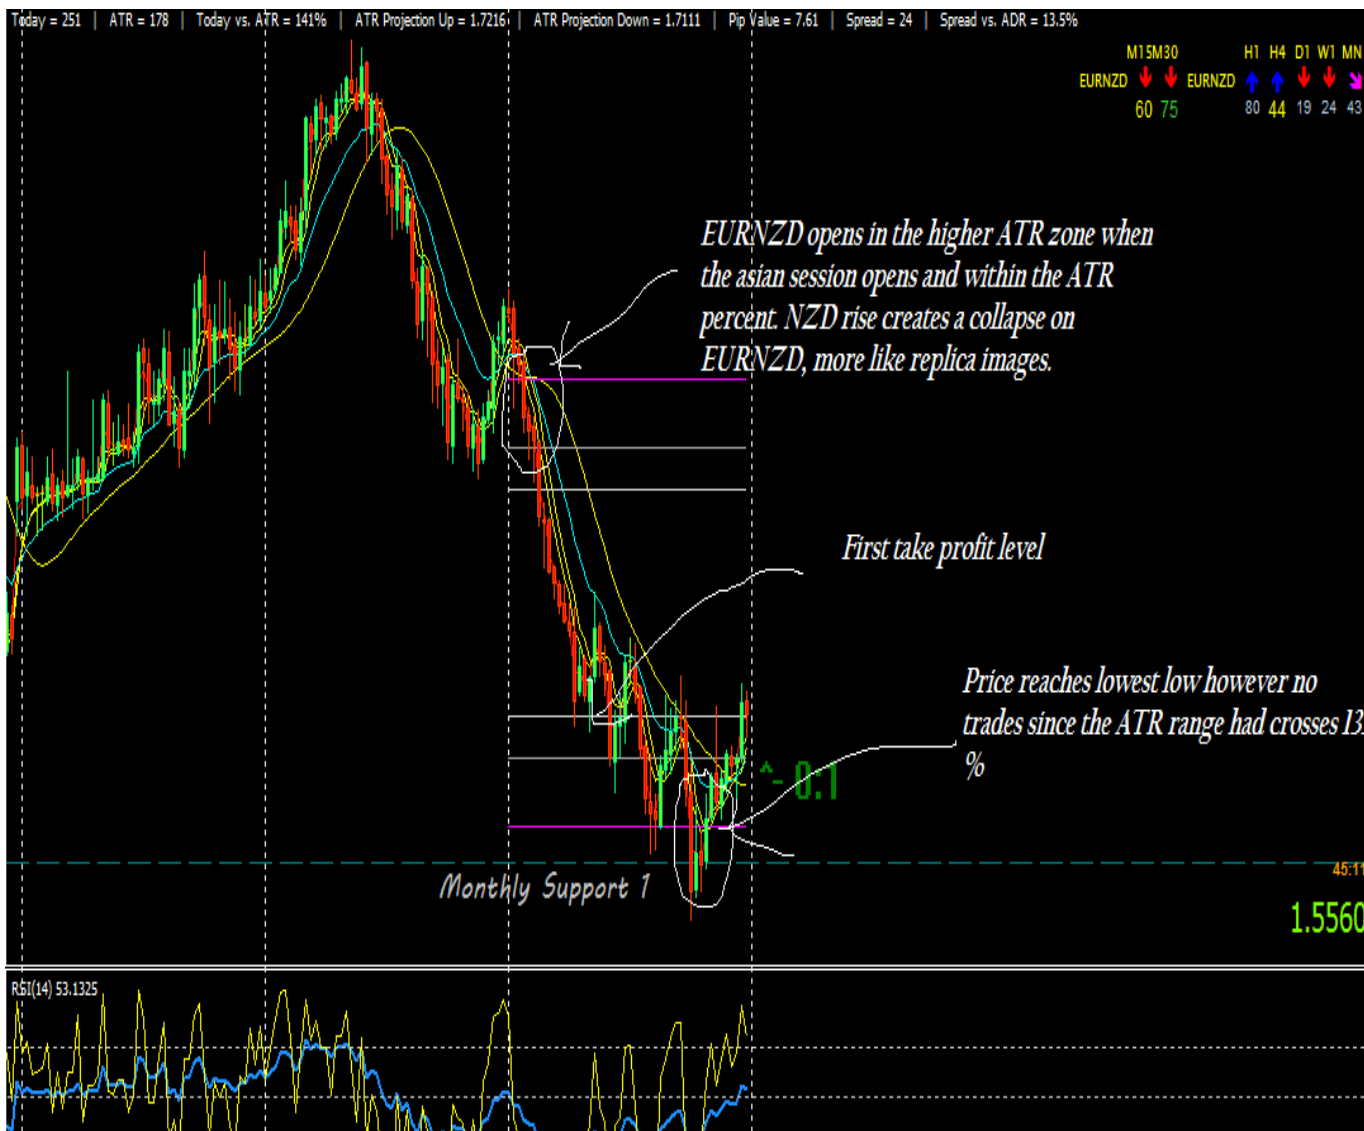 Today = 251 | ATR = 178 | Today vs. ATR = 141% | ATR Projection Up = 1.7216 | ATR Projection Down = 1.7111 | Pip Value = 7.61 | Spread = 24 | Spread vs. ADR = 13.5%
M15 M30 H1 H4 D1 W1 MN
EURNZD EURNZD
60 75 80 44 19 24 43
EURNZD opens in the higher ATR zone when
the asian session opens and within the ATR
percent. NZD rise creates a collapse on
EURNZD, more like replica images.
First take profit level
Price reaches lowest low however no
trades since the ATR range had crosses 13
%
^- 0:1
45:11
Monthly Support 1
1.5560
RSI(14) 53.1325